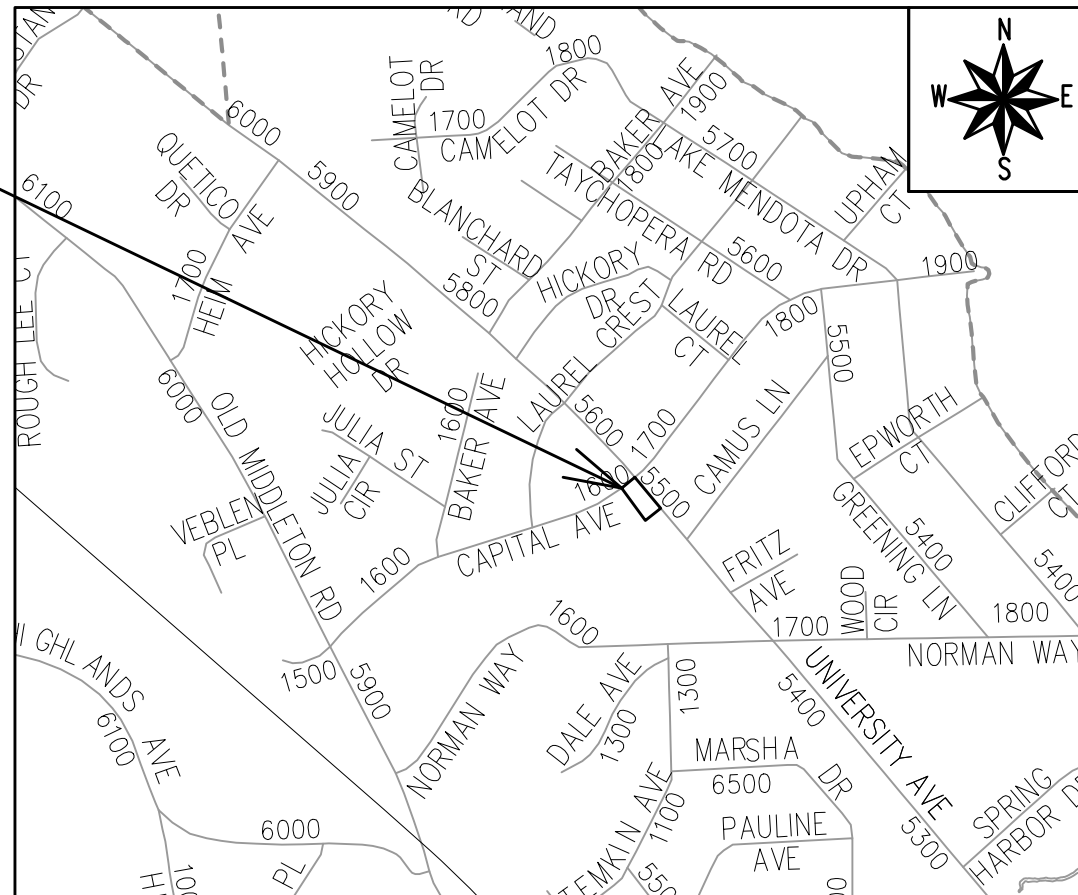 N
W
E
S
RD
DR
DR
1800
CAMELOT
DR
1700
CAMELOT DR
BAKER AVE
1900
1800
5700
LAKE MENDOTA DR
UPHAM
CT
1900
6000
5900
QUETICO
DR
6100
1700
HEIM AVE
BLANCHARD
ST
5800
TAYCHOPERA RD
5600
HICKORY
DR
LAUREL CREST
LAUREL
CT
1800
5500
ROUGH LEE CT
HICKORY
HOLLOW
DR
6000
OLD MIDDLETON RD
JULIA ST
JULIA
CIR
1600
BAKER AVE
5600
1700
CAMUS LN
1600
5500
CAPITAL AVE
EPWORTH
CT
CLIFFORD
CT
GREENING LN
5400
5400
VEBLEN
PL
1600
FRITZ
AVE
WOOD
CIR
1700
1800
NORMAN WAY
1600
1500
5900
NORMAN WAY
DALE AVE
1300
1300
UNIVERSITY AVE
5400
HIGHLANDS AVE
6100
MARSHA DR
6500
1100
PAULINE
AVE
5300
SPRING
HARBOR DR
6000
PL